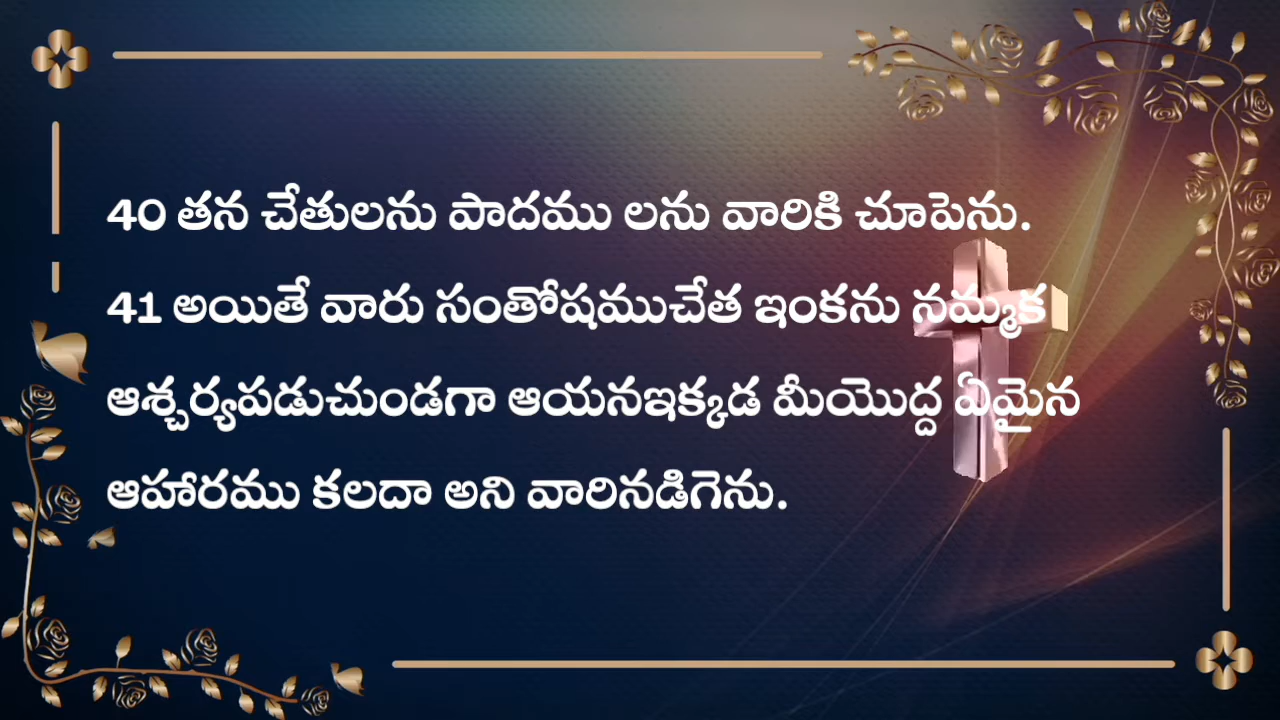 40 తన చేతులను పాదము లను వారికి చూపెను.
41 అయితే వారు సంతోషముచేత ఇంకను నమ్మక
ఆశ్చర్యపడుచుండగా ఆయనఇక్కడ మీయొద్ద ఏమైన
ఆహారము కలదా అని వారినడిగెను.